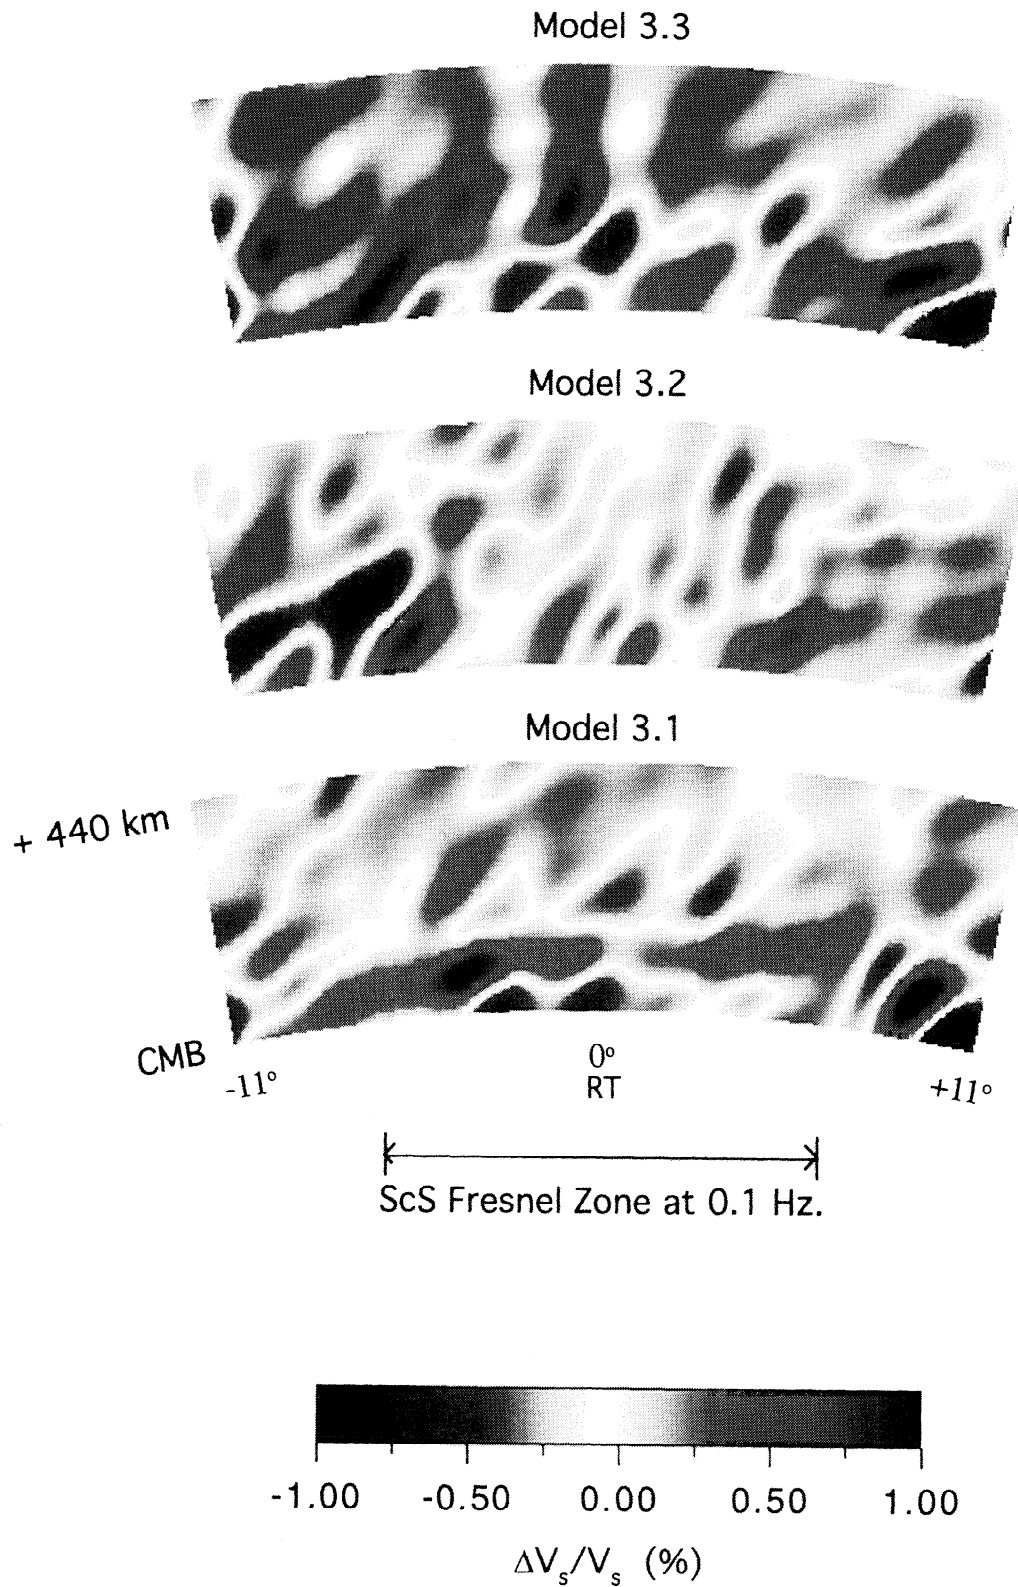 Model 3.3
Model 3.2
Model 3.1
+ 440 km
CMB
-11°
0°
RT
+11°
ScS Fresnel Zone at 0.1 Hz.
-1.00 -0.50 0.00 0.50 1.00
ΔVₛ/Vₛ (%)